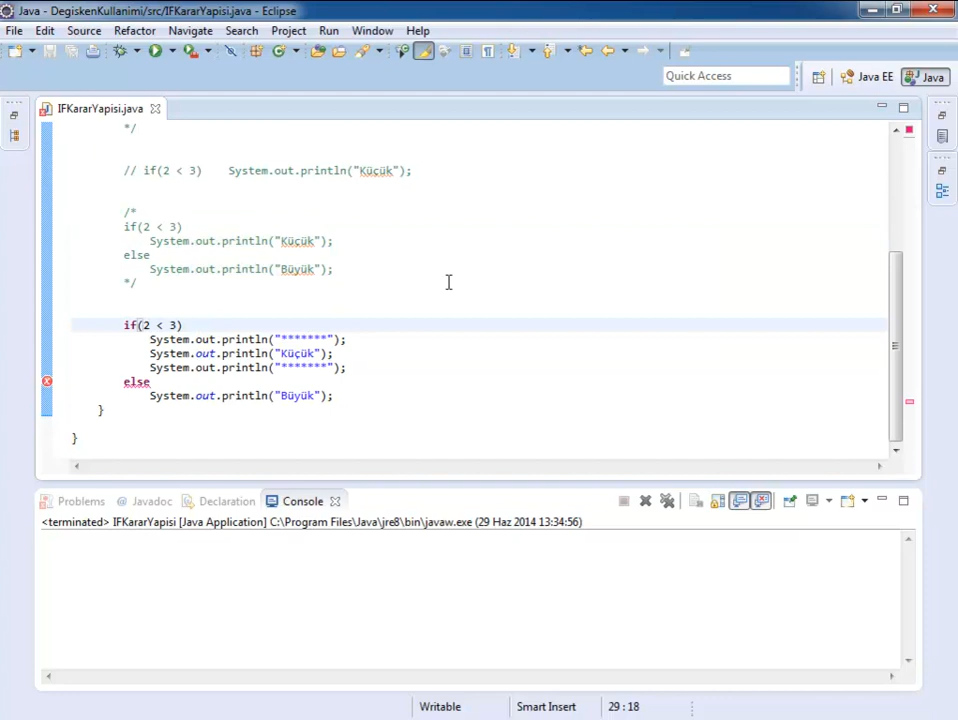 Java - DegiskenKullanimi/src/IFKararYapisi.java - Eclipse
File Edit Source Refactor Navigate Search Project Run Window Help
Quick Access
Java EE
Java
IFKararYapisi.java
*/
// if(2 < 3)    System.out.println("Küçük");
/*
if(2 < 3)
System.out.println("Küçük");
else
System.out.println("Büyük");
*/
if(2 < 3)
System.out.println("*******");
System.out.println("Küçük");
System.out.println("*******");
else
System.out.println("Büyük");
}
}
Problems @ Javadoc Declaration Console
<terminated> IFKararYapisi [Java Application] C:\Program Files\Java\jre8\bin\javaw.exe (29 Haz 2014 13:34:56)
Writable Smart Insert 29 : 18